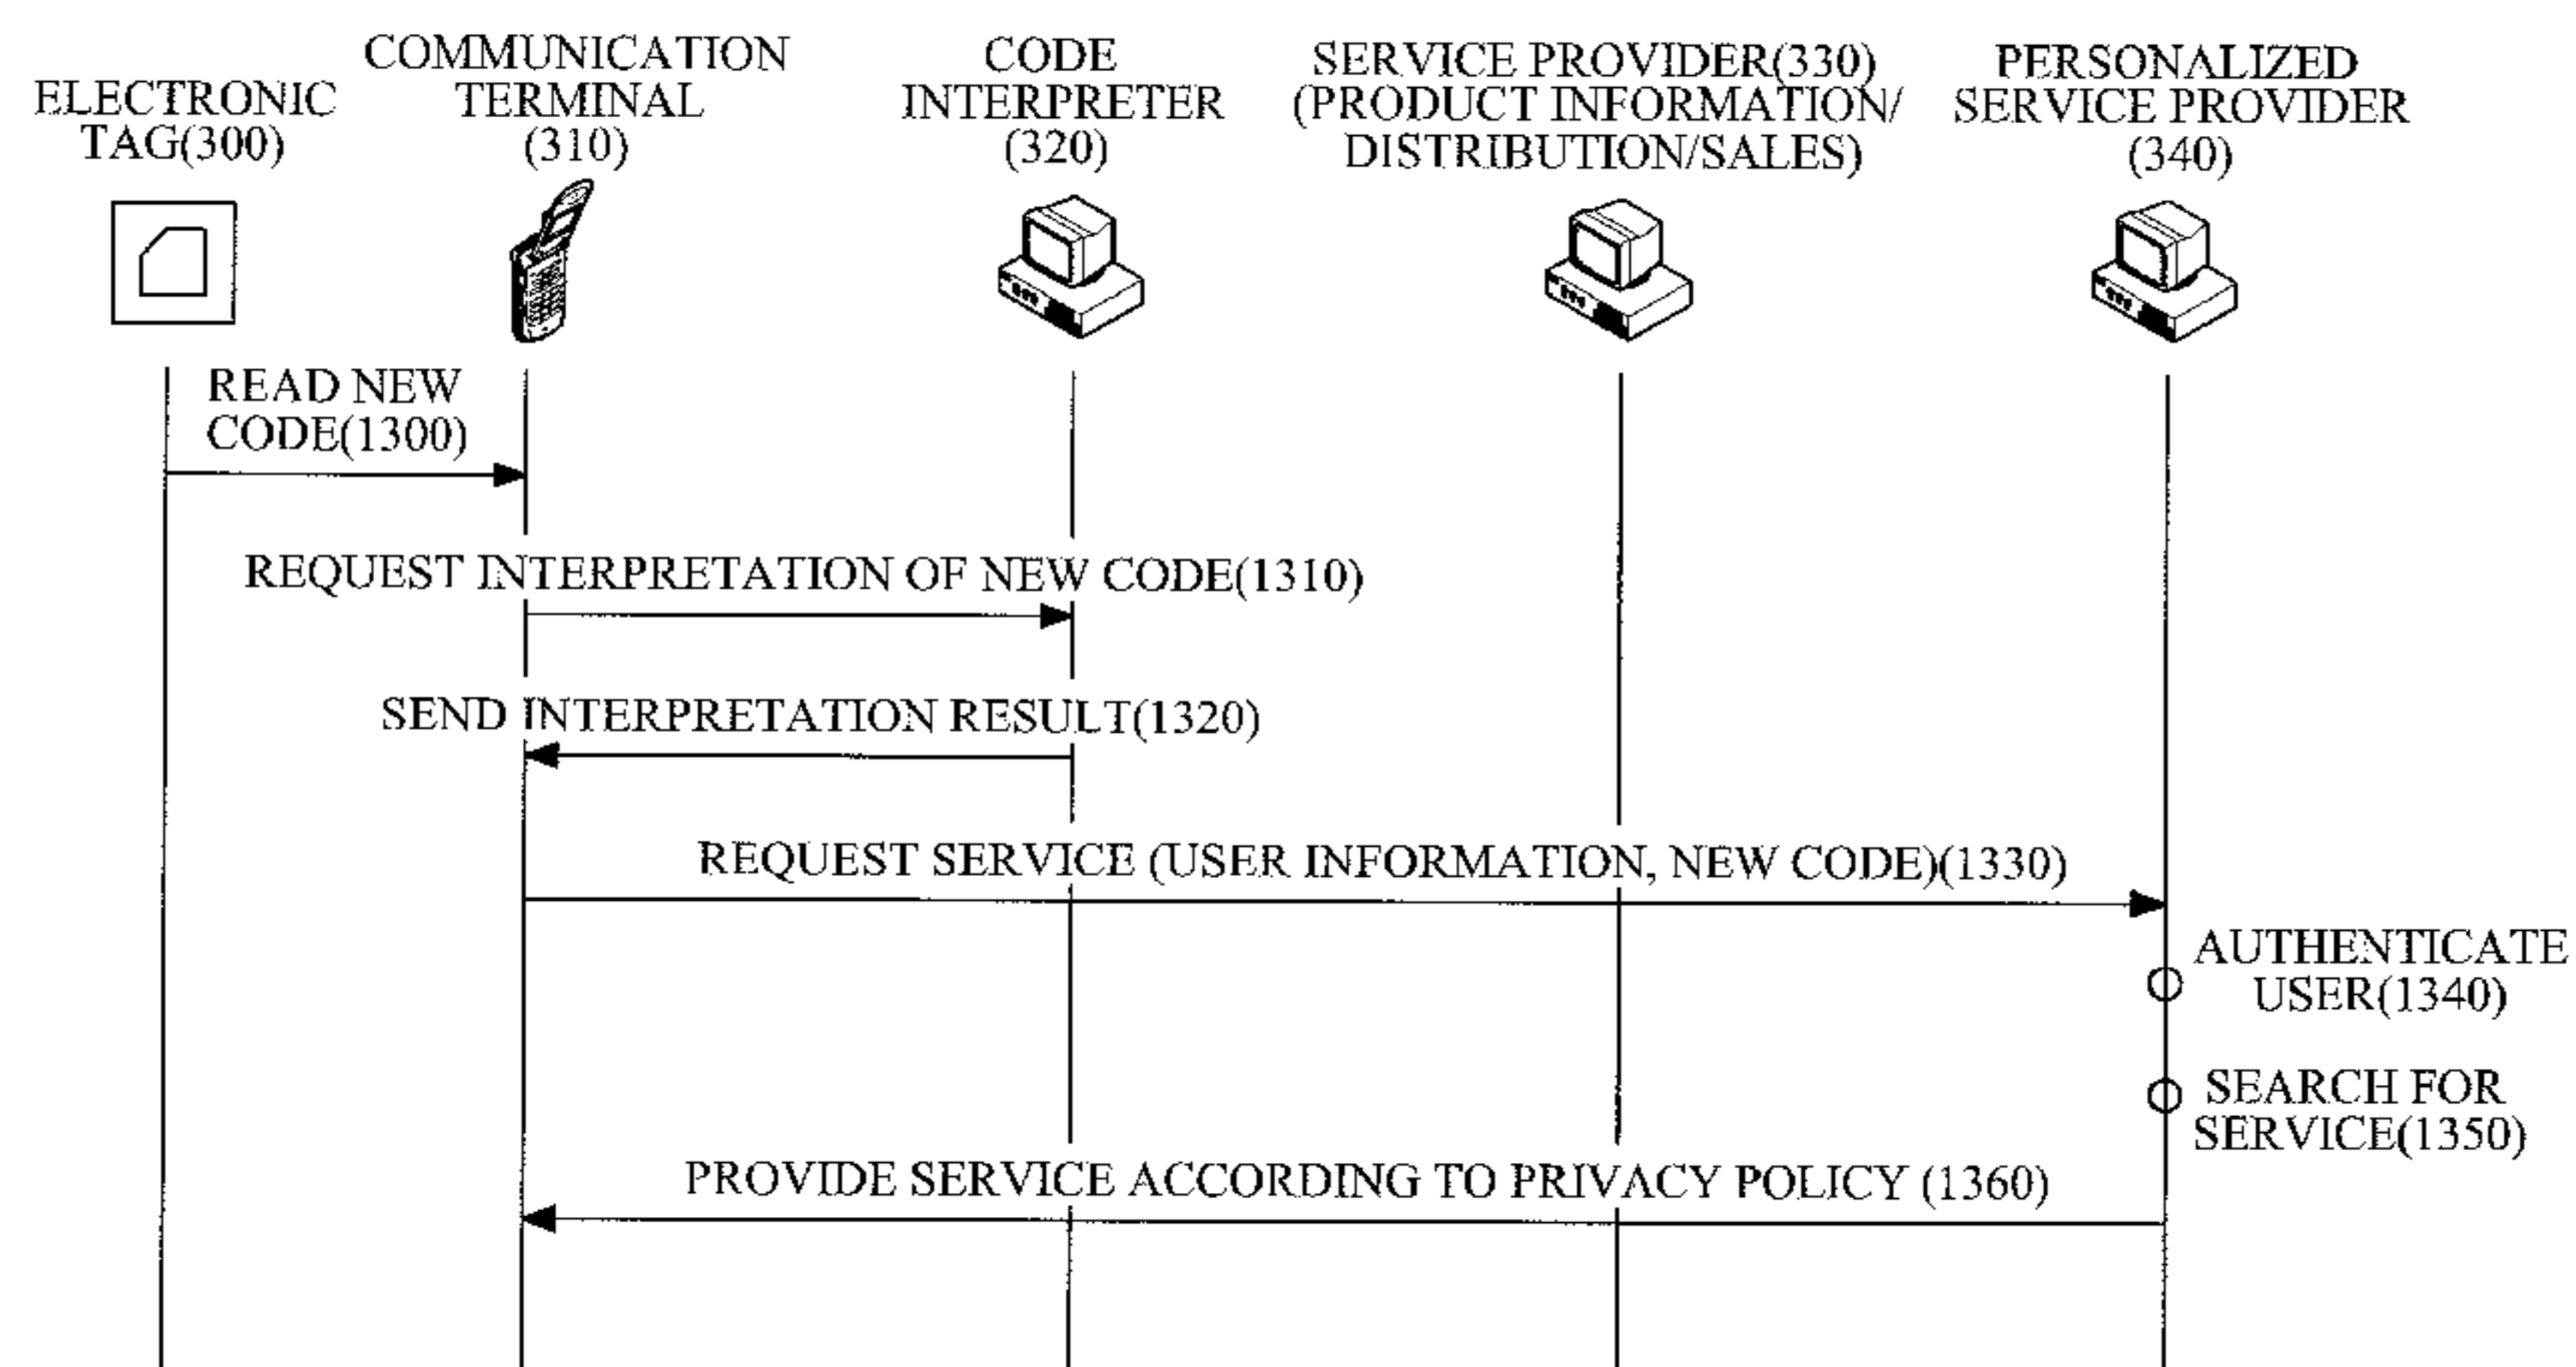 ELECTRONIC
TAG(300)
COMMUNICATION
TERMINAL
(310)
CODE
INTERPRETER
(320)
SERVICE PROVIDER(330)
(PRODUCT INFORMATION/
DISTRIBUTION/SALES)
PERSONALIZED
SERVICE PROVIDER
(340)
READ NEW
CODE(1300)
REQUEST INTERPRETATION OF NEW CODE(1310)
SEND INTERPRETATION RESULT(1320)
REQUEST SERVICE (USER INFORMATION, NEW CODE)(1330)
AUTHENTICATE
USER(1340)
SEARCH FOR
SERVICE(1350)
PROVIDE SERVICE ACCORDING TO PRIVACY POLICY (1360)